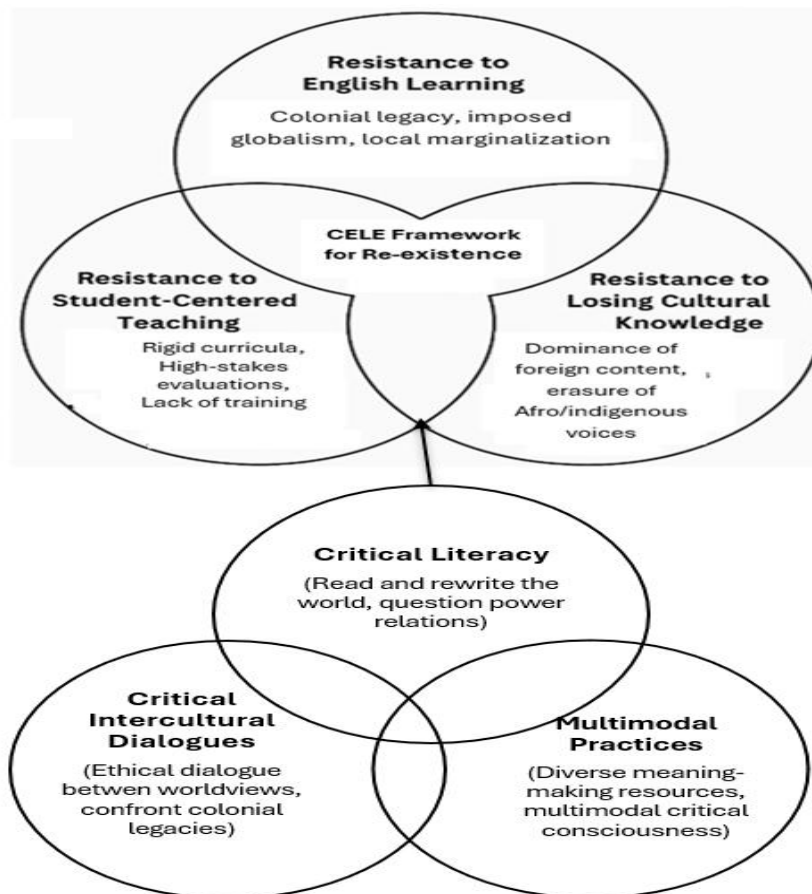 Resistance to
English Learning
Colonial legacy, imposed
globalism, local marginalization
CELE Framework
for Re-existence
Resistance to
Student-Centered
Teaching
Rigid curricula,
High-stakes
evaluations,
Lack of training
Resistance to
Losing Cultural
Knowledge
Dominance of
foreign content,
erasure of
Afro/indigenous
voices
Critical Literacy
(Read and rewrite the
world, question power
relations)
Critical
Intercultural
Dialogues
(Ethical dialogue
betwen worldviews,
confront colonial
legacies)
Multimodal
Practices
(Diverse meaning-
making resources,
multimodal critical
consciousness)